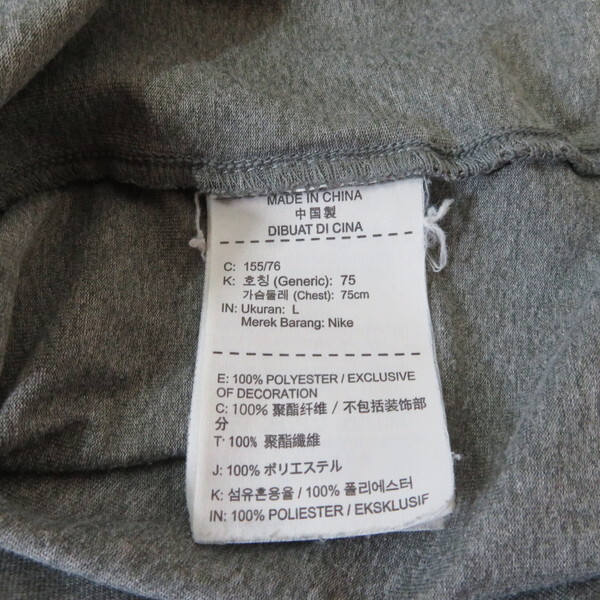 MADE IN CHINA
中国製
DIBUAT DI CINA
C: 155/76
K: 호칭 (Generic): 75
가슴둘레 (Chest): 75cm
IN: Ukuran: L
Merek Barang: Nike
E: 100% POLYESTER / EXCLUSIVE
OF DECORATION
C: 100% 聚酯纤维 / 不包括装饰部
分
T: 100% 聚酯纖維
J: 100% ポリエステル
K: 섬유혼용율 / 100% 폴리에스터
IN: 100% POLIESTER / EKSKLUSIF